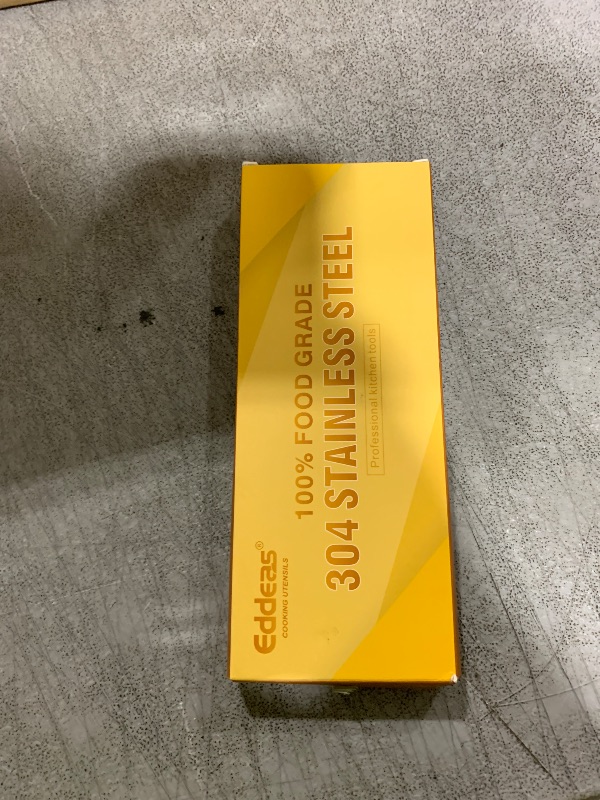 Eddeas®
COOKING UTENSILS
100% FOOD GRADE
304 STAINLESS STEEL
Professional kitchen tools